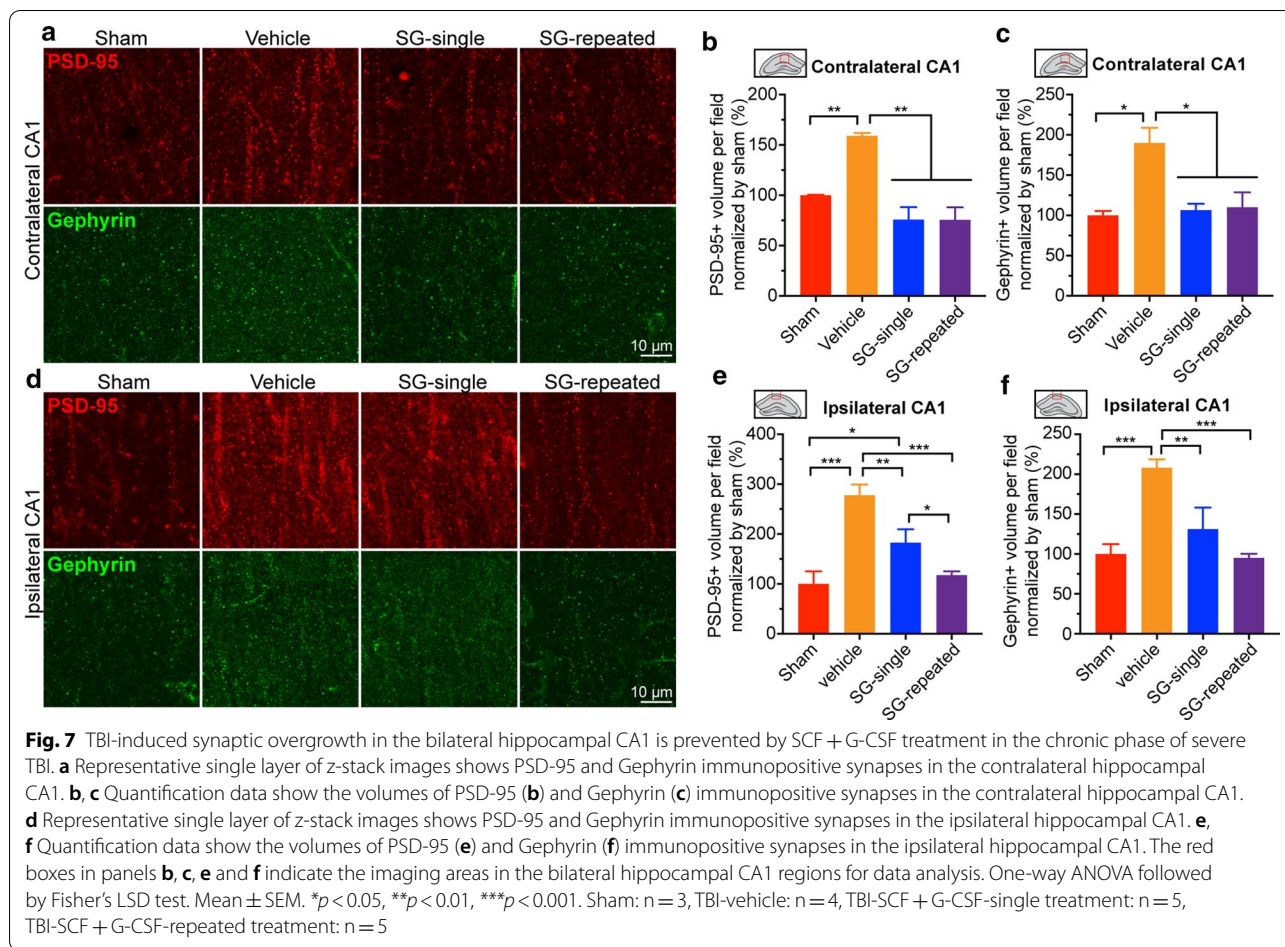 a
Sham Vehicle SG-single SG-repeated
PSD-95
Gephyrin
Contralateral CA1
10 µm
b
Contralateral CA1
PSD-95+ volume per field
normalized by sham (%)
200
150
100
50
0
** **
Sham Vehicle SG-single SG-repeated
c
Contralateral CA1
Gephyrin+ volume per field
normalized by sham (%)
250
200
150
100
50
0
* *
Sham Vehicle SG-single SG-repeated
d
Sham Vehicle SG-single SG-repeated
PSD-95
Gephyrin
Ipsilateral CA1
10 µm
e
Ipsilateral CA1
PSD-95+ volume per field
normalized by sham (%)
400
300
200
100
0
*
***
*** **
*
Sham vehicle SG-single SG-repeated
f
Ipsilateral CA1
Gephyrin+ volume per field
normalized by sham (%)
250
200
150
100
50
0
***
*** **
Sham vehicle SG-single SG-repeated
Fig. 7 TBI-induced synaptic overgrowth in the bilateral hippocampal CA1 is prevented by SCF + G-CSF treatment in the chronic phase of severe
TBI. a Representative single layer of z-stack images shows PSD-95 and Gephyrin immunopositive synapses in the contralateral hippocampal
CA1. b, c Quantification data show the volumes of PSD-95 (b) and Gephyrin (c) immunopositive synapses in the contralateral hippocampal CA1.
d Representative single layer of z-stack images shows PSD-95 and Gephyrin immunopositive synapses in the ipsilateral hippocampal CA1. e,
f Quantification data show the volumes of PSD-95 (e) and Gephyrin (f) immunopositive synapses in the ipsilateral hippocampal CA1. The red
boxes in panels b, c, e and f indicate the imaging areas in the bilateral hippocampal CA1 regions for data analysis. One-way ANOVA followed
by Fisher's LSD test. Mean ± SEM. *p < 0.05, **p < 0.01, ***p < 0.001. Sham: n = 3, TBI-vehicle: n = 4, TBI-SCF + G-CSF-single treatment: n = 5,
TBI-SCF + G-CSF-repeated treatment: n = 5